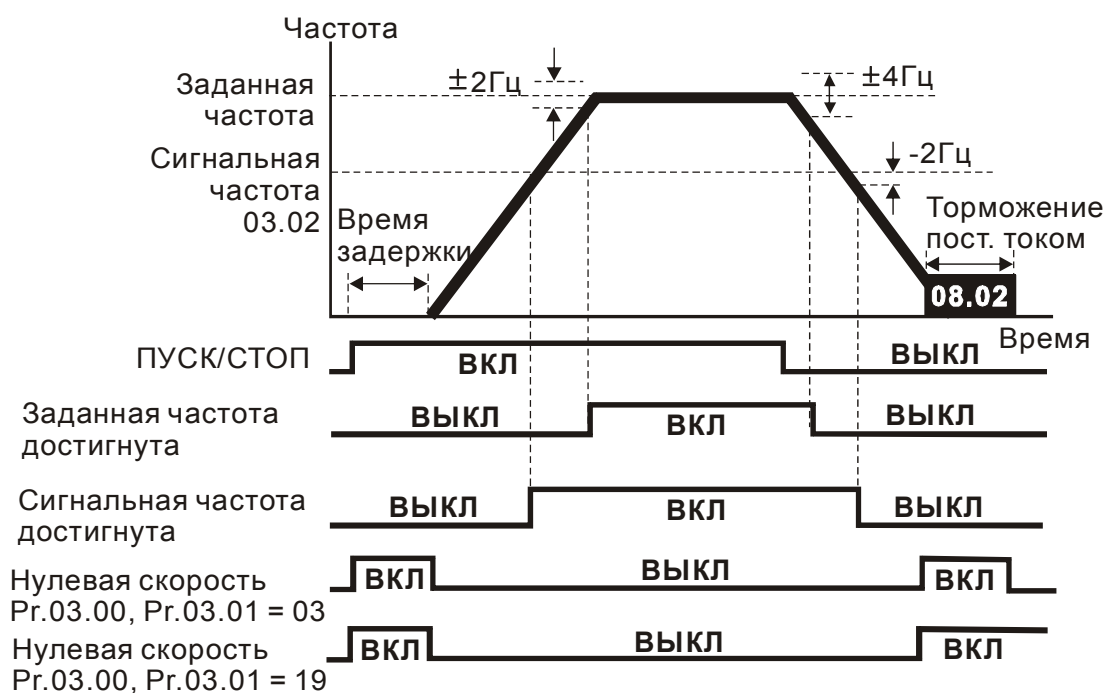 Частота
Заданная
частота
±2Гц
±4Гц
Сигнальная
частота
03.02
-2Гц
Время
задержки
Торможение
пост. током
08.02
Время
ПУСК/СТОП
ВКЛ
ВЫКЛ
Заданная частота
достигнута
ВЫКЛ
ВКЛ
ВЫКЛ
Сигнальная частота
достигнута
ВЫКЛ
ВКЛ
ВЫКЛ
Нулевая скорость
Pr.03.00, Pr.03.01 = 03
ВКЛ
ВЫКЛ
ВКЛ
Нулевая скорость
Pr.03.00, Pr.03.01 = 19
ВКЛ
ВЫКЛ
ВКЛ